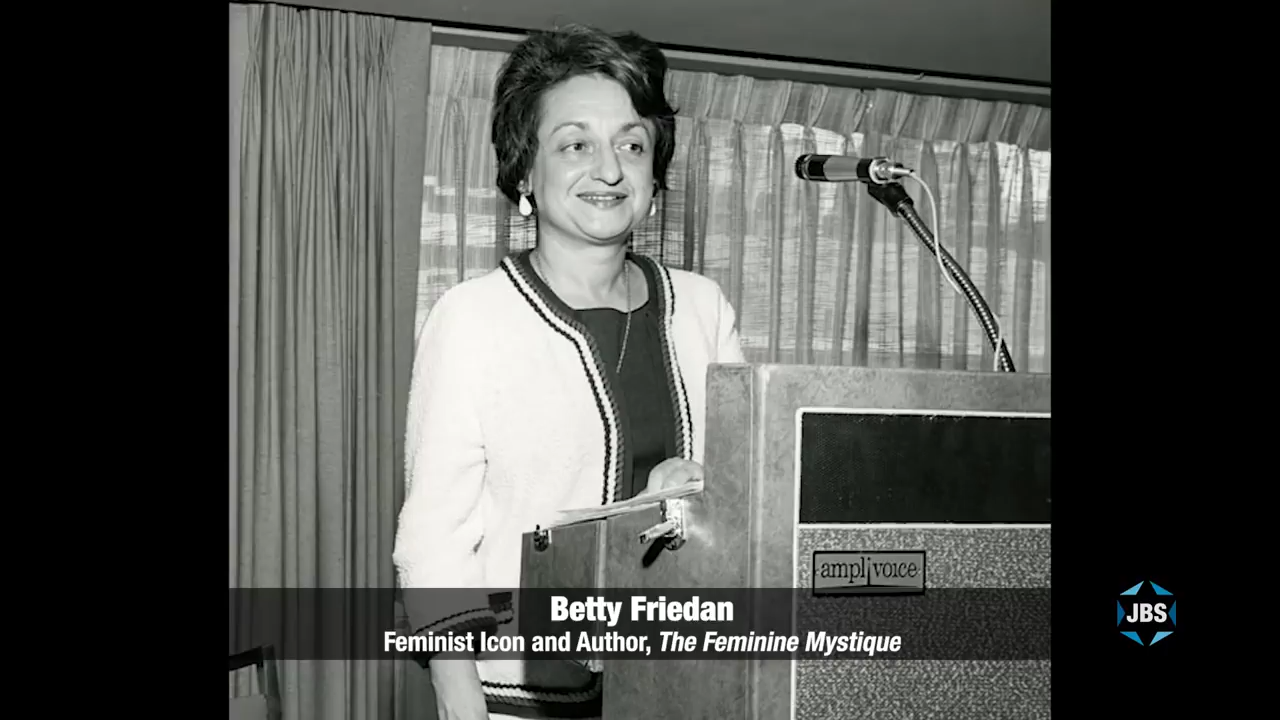 ampli voice
Betty Friedan
Feminist Icon and Author, The Feminine Mystique
JBS